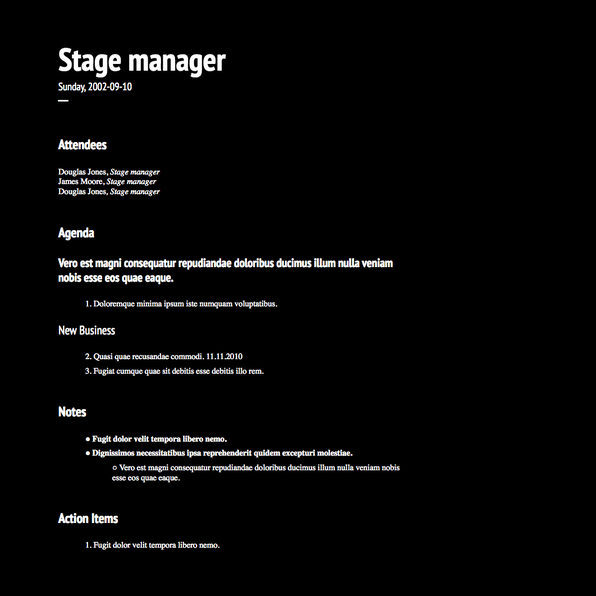 Stage manager
Sunday, 2002-09-10
—
Attendees
Douglas Jones, Stage manager
James Moore, Stage manager
Douglas Jones, Stage manager
Agenda
Vero est magni consequatur repudiandae doloribus ducimus illum nulla veniam
nobis esse eos quae eaque.
1. Doloremque minima ipsum iste numquam voluptatibus.
New Business
2. Quasi quae recusandae commodi. 11.11.2010
3. Fugiat cumque quae sit debitis esse debitis illo rem.
Notes
● Fugit dolor velit tempora libero nemo.
● Dignissimos necessitatibus ipsa reprehenderit quidem excepturi molestiae.
○ Vero est magni consequatur repudiandae doloribus ducimus illum nulla veniam nobis
esse eos quae eaque.
Action Items
1. Fugit dolor velit tempora libero nemo.